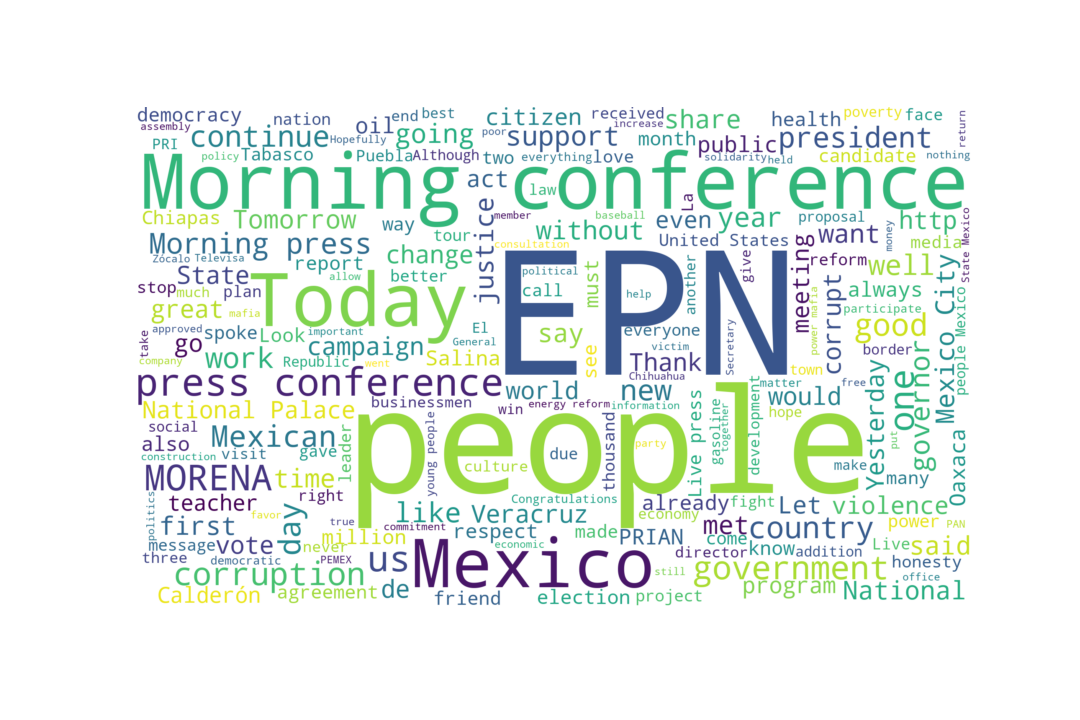 democracy
nation
end
best
citizen
received
share
poverty
face
assembly
Hopefully
oil
poor
increase
health
PRI
continue
going
support
month
public
president
return
policy
Tabasco
Puebla
Although
two
everything
love
solidarity
held
candidate
nothing
Morning conference
act
law
La
Chiapas
Tomorrow
way
member
baseball
even
year
proposal
http
tour
justice
without
Zócalo
Televisa
Morning press
consultation
United States
want
media
money
State
report
change
must
political
another
give
meeting
reform
well
State Mexico
stop
much
plan
better
allow
call
help
always
Mexico City
great
mafia
Today
EPN
power mafia
corrupt
participate
people Mexico
approved
spoke
Look
important
El
say
everyone
good
take
go
General
victim
Secretary
border
company
work
Republic
campaign
ment
Salina
see
Thank
Chihuahua
town
press conference
world
new
matter
free
would
Yesterday
one
governor
businessmen
win
energy reform
information
National Palace
hope
put
social
Mexican
people
gasoline
together
development
also
visit
gave
leader
young people
party
construction
culture
due
thousand
Live press
make
many
Oaxaca
MORENA
time
right
Congratulations
already
fight
Let
violence
teacher
favor
day
like
Veracruz
economy
power
PAN
politics
first
true
commitment
respect
made
PRIAN
met
country
message
vote
never
million
economic
director
come
know
addition
Live
said
three
democratic
PEMEX
us
Mexico
still
government
honesty
corruption
office
Calderón
agreement
de
friend
election
project
program
National